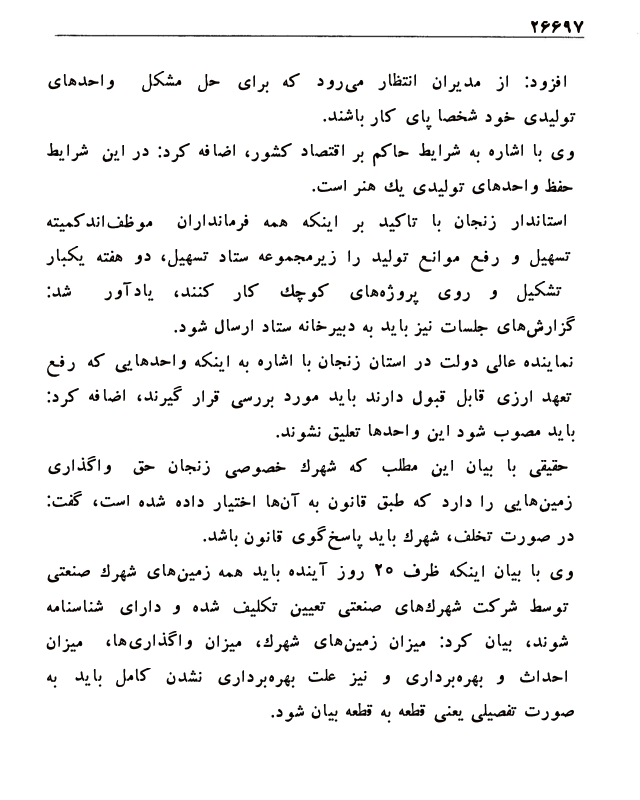 ۲۶۶۹۷
افزود: از مدیران انتظار می‌رود که برای حل مشکل واحدهای
تولیدی خود شخصا پای کار باشند.
وی با اشاره به شرایط حاکم بر اقتصاد کشور، اضافه کرد: در این شرایط
حفظ واحدهای تولیدی یك هنر است.
استاندار زنجان با تاکید بر اینکه همه فرمانداران موظف‌اندکمیته
تسهیل و رفع موانع تولید را زیرمجموعه ستاد تسهیل، دو هفته یکبار
تشکیل و روی پروژه‌های کوچك کار کنند، یادآور شد:
گزارش‌های جلسات نیز باید به دبیرخانه ستاد ارسال شود.
نماینده عالی دولت در استان زنجان با اشاره به اینکه واحدهایی که رفع
تعهد ارزی قابل قبول دارند باید مورد بررسی قرار گیرند، اضافه کرد:
باید مصوب شود این واحدها تعلیق نشوند.
حقیقی با بیان این مطلب که شهرك خصوصی زنجان حق واگذاری
زمین‌هایی را دارد که طبق قانون به آن‌ها اختیار داده شده است، گفت:
در صورت تخلف، شهرك باید پاسخ‌گوی قانون باشد.
وی با بیان اینکه ظرف ۲۵ روز آینده باید همه زمین‌های شهرك صنعتی
توسط شرکت شهرك‌های صنعتی تعیین تکلیف شده و دارای شناسنامه
شوند، بیان کرد: میزان زمین‌های شهرك، میزان واگذاری‌ها، میزان
احداث و بهره‌برداری و نیز علت بهره‌برداری نشدن کامل باید به
صورت تفصیلی یعنی قطعه به قطعه بیان شود.